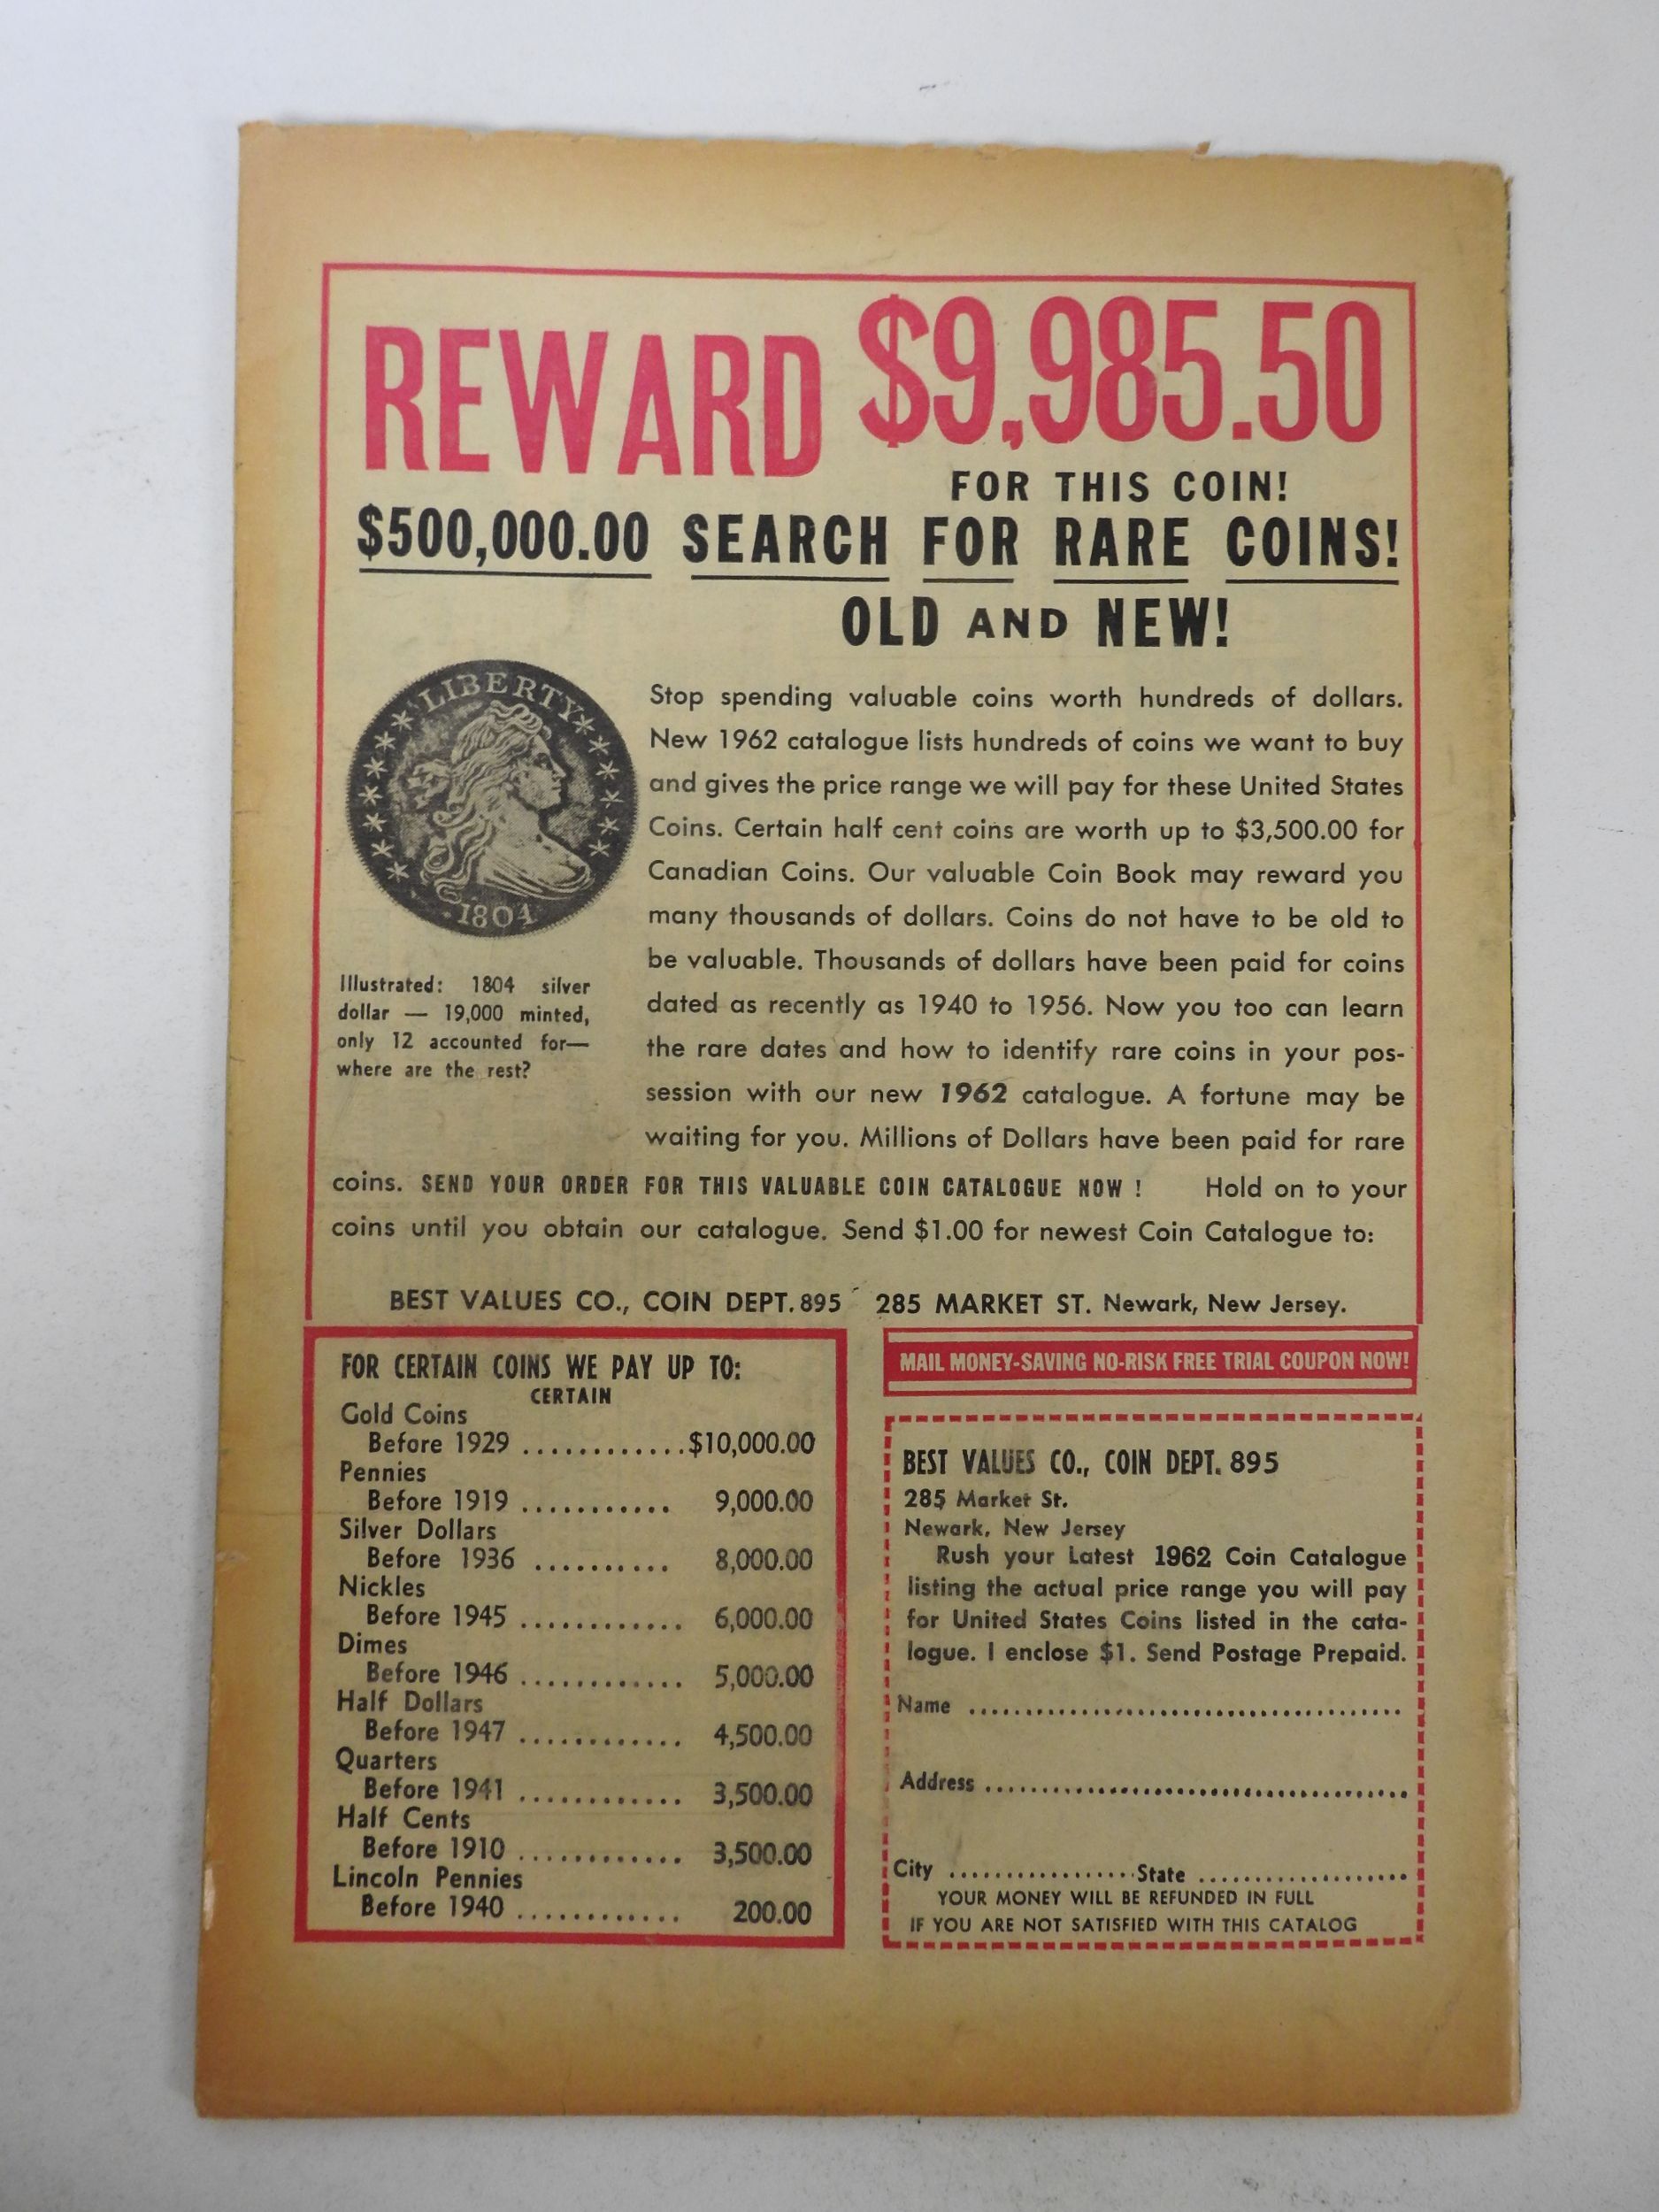 REWARD $9,985.50
FOR THIS COIN!
$500,000.00 SEARCH FOR RARE COINS!
OLD AND NEW!
LIBERTY
1804
Illustrated: 1804 silver
dollar — 19,000 minted,
only 12 accounted for—
where are the rest?
Stop spending valuable coins worth hundreds of dollars.
New 1962 catalogue lists hundreds of coins we want to buy
and gives the price range we will pay for these United States
Coins. Certain half cent coins are worth up to $3,500.00 for
Canadian Coins. Our valuable Coin Book may reward you
many thousands of dollars. Coins do not have to be old to
be valuable. Thousands of dollars have been paid for coins
dated as recently as 1940 to 1956. Now you too can learn
the rare dates and how to identify rare coins in your pos-
session with our new 1962 catalogue. A fortune may be
waiting for you. Millions of Dollars have been paid for rare
coins. SEND YOUR ORDER FOR THIS VALUABLE COIN CATALOGUE NOW ! Hold on to your
coins until you obtain our catalogue. Send $1.00 for newest Coin Catalogue to:
BEST VALUES CO., COIN DEPT. 895 285 MARKET ST. Newark, New Jersey.
FOR CERTAIN COINS WE PAY UP TO:
CERTAIN
Gold Coins
Before 1929 ............$10,000.00
Pennies
Before 1919 ........... 9,000.00
Silver Dollars
Before 1936 .......... 8,000.00
Nickles
Before 1945 ............ 6,000.00
Dimes
Before 1946 ............ 5,000.00
Half Dollars
Before 1947 ............ 4,500.00
Quarters
Before 1941 ............ 3,500.00
Half Cents
Before 1910 ............ 3,500.00
Lincoln Pennies
Before 1940 ............ 200.00
MAIL MONEY-SAVING NO-RISK FREE TRIAL COUPON NOW!
BEST VALUES CO., COIN DEPT. 895
285 Market St.
Newark, New Jersey
Rush your Latest 1962 Coin Catalogue
listing the actual price range you will pay
for United States Coins listed in the cata-
logue. I enclose $1. Send Postage Prepaid.
Name .......................................
Address ......................................
City .................State ...................
YOUR MONEY WILL BE REFUNDED IN FULL
IF YOU ARE NOT SATISFIED WITH THIS CATALOG